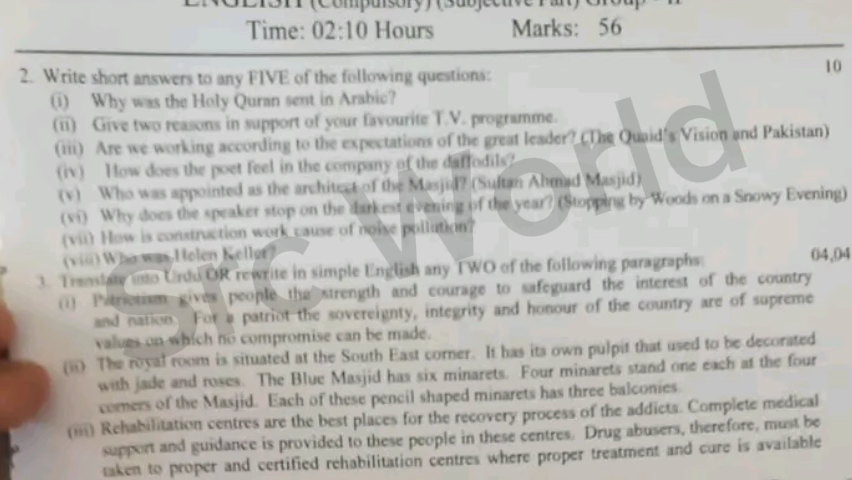 ENGLISH (Compulsory) (Subjective Part) Group - II
Time: 02:10 Hours Marks: 56
2. Write short answers to any FIVE of the following questions: 10
(i) Why was the Holy Quran sent in Arabic?
(ii) Give two reasons in support of your favourite T.V. programme.
(iii) Are we working according to the expectations of the great leader? (The Quaid's Vision and Pakistan)
(iv) How does the poet feel in the company of the daffodils?
(v) Who was appointed as the architect of the Masjid? (Sultan Ahmad Masjid)
(vi) Why does the speaker stop on the darkest evening of the year? (Stopping by Woods on a Snowy Evening)
(vii) How is construction work cause of noise pollution?
(viii) Who was Helen Keller?
3. Translate into Urdu OR rewrite in simple English any TWO of the following paragraphs: 04,04
(i) Patriotism gives people the strength and courage to safeguard the interest of the country
and nation. For a patriot the sovereignty, integrity and honour of the country are of supreme
values on which no compromise can be made.
(ii) The royal room is situated at the South East corner. It has its own pulpit that used to be decorated
with jade and roses. The Blue Masjid has six minarets. Four minarets stand one each at the four
corners of the Masjid. Each of these pencil shaped minarets has three balconies.
(iii) Rehabilitation centres are the best places for the recovery process of the addicts. Complete medical
support and guidance is provided to these people in these centres. Drug abusers, therefore, must be
taken to proper and certified rehabilitation centres where proper treatment and cure is available
Src World